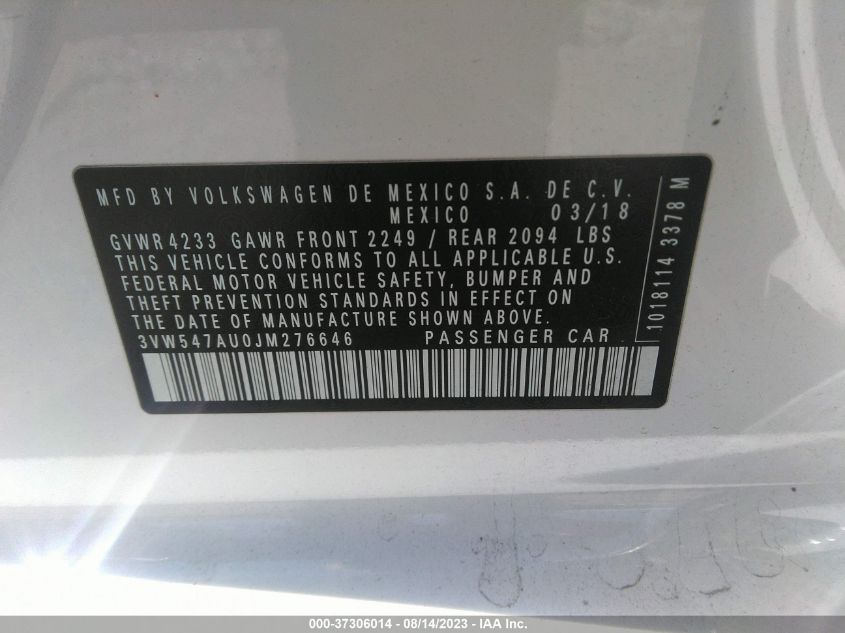 MFD BY VOLKSWAGEN DE MEXICO S.A. DE C.V.
MEXICO 03/18
GVWR 4233 GAWR FRONT 2249 / REAR 2094 LBS
THIS VEHICLE CONFORMS TO ALL APPLICABLE U.S.
FEDERAL MOTOR VEHICLE SAFETY, BUMPER AND
THEFT PREVENTION STANDARDS IN EFFECT ON
THE DATE OF MANUFACTURE SHOWN ABOVE.
3VW547AU0JM276646 PASSENGER CAR
1018114 3378 M
000-37306014 - 08/14/2023 - IAA Inc.